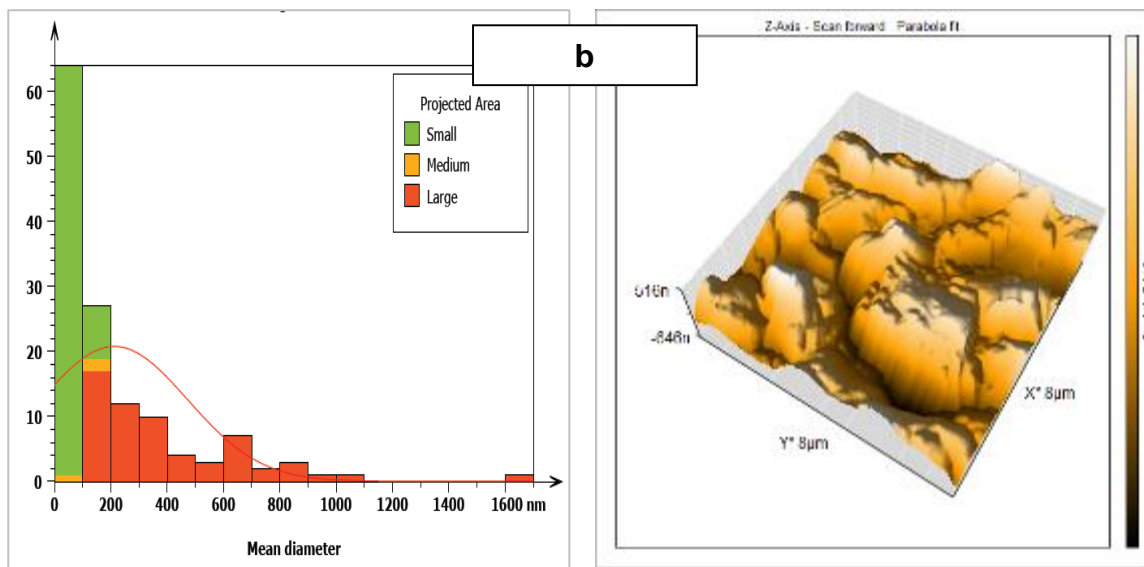 b
60
50
40
30
20
10
0
0
200
400
600
800
1000
1200
1400
1600 nm
Mean diameter
Projected Area
Small
Medium
Large
Z-Axis - Scan forward Parabola fit
516n
-646n
Y* 8µm
X* 8µm